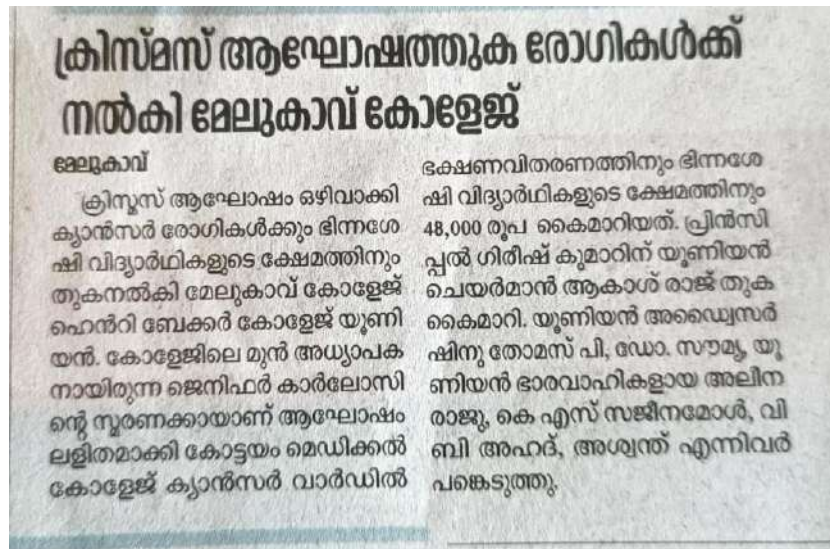 ക്രിസ്മസ് ആഘോഷത്തുക രോഗികൾക്ക്
നൽകി മേലുകാവ് കോളേജ്
മേലുകാവ്
ക്രിസ്മസ് ആഘോഷം ഒഴിവാക്കി
ക്യാൻസർ രോഗികൾക്കും ഭിന്നശേ
ഷി വിദ്യാർഥികളുടെ ക്ഷേമത്തിനും
തുകനൽകി മേലുകാവ് കോളേജ്
ഹെൻറി ബേക്കർ കോളേജ് യൂണി
യൻ. കോളേജിലെ മുൻ അധ്യാപക
നായിരുന്ന ജെനിഫർ കാർലോസി
ന്റെ സ്മരണക്കായാണ് ആഘോഷം
ലളിതമാക്കി കോട്ടയം മെഡിക്കൽ
കോളേജ് ക്യാൻസർ വാർഡിൽ
ഭക്ഷണവിതരണത്തിനും ഭിന്നശേ
ഷി വിദ്യാർഥികളുടെ ക്ഷേമത്തിനും
48,000 രൂപ കൈമാറിയത്. പ്രിൻസി
പ്പൽ ഗിരീഷ് കുമാറിന് യൂണിയൻ
ചെയർമാൻ ആകാശ് രാജ് തുക
കൈമാറി. യൂണിയൻ അഡ്വൈസർ
ഷിനു തോമസ് പി, ഡോ. സൗമ്യ, യൂ
ണിയൻ ഭാരവാഹികളായ അലീന
രാജു, കെ എസ് സജീനമോൾ, വി
ബി അഹദ്, അശ്വന്ത് എന്നിവർ
പങ്കെടുത്തു.